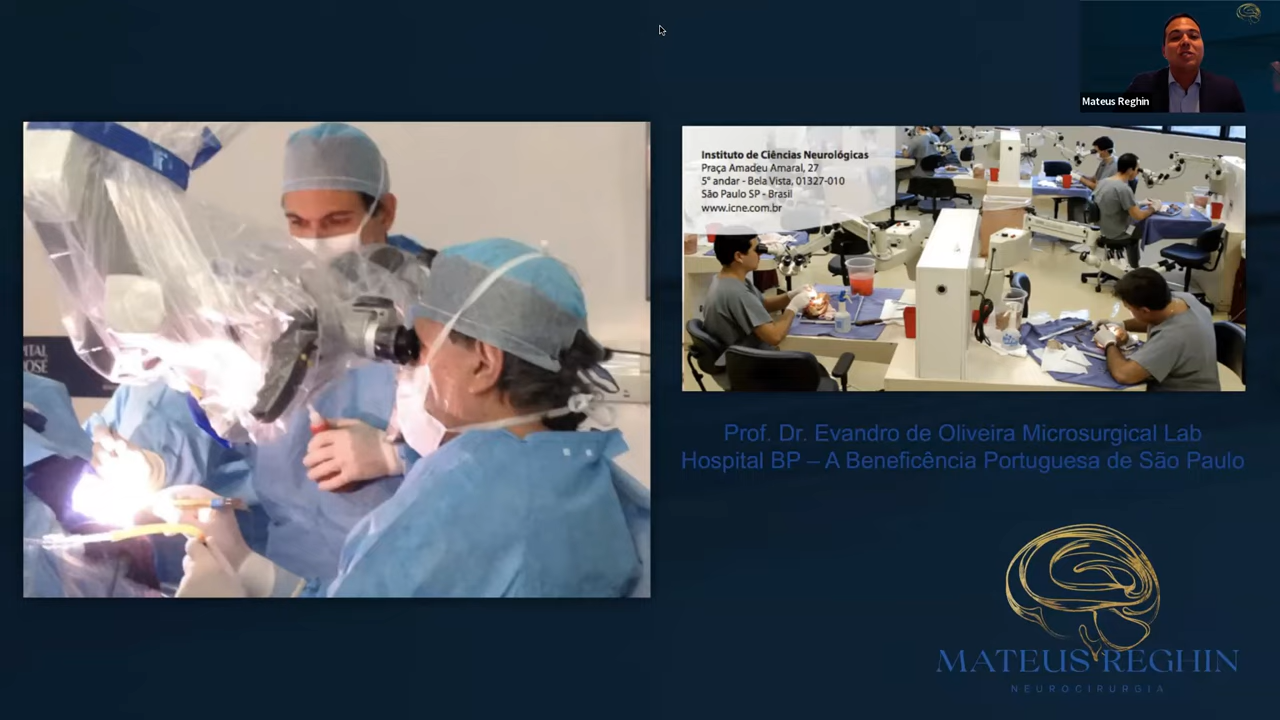 Mateus Reghin
Instituto de Ciências Neurológicas
Praça Amadeu Amaral, 27
5° andar - Bela Vista, 01327-010
São Paulo SP - Brasil
www.icne.com.br
Prof. Dr. Evandro de Oliveira Microsurgical Lab
Hospital BP – A Beneficência Portuguesa de São Paulo
MATEUS REGHIN
NEUROCIRURGIA